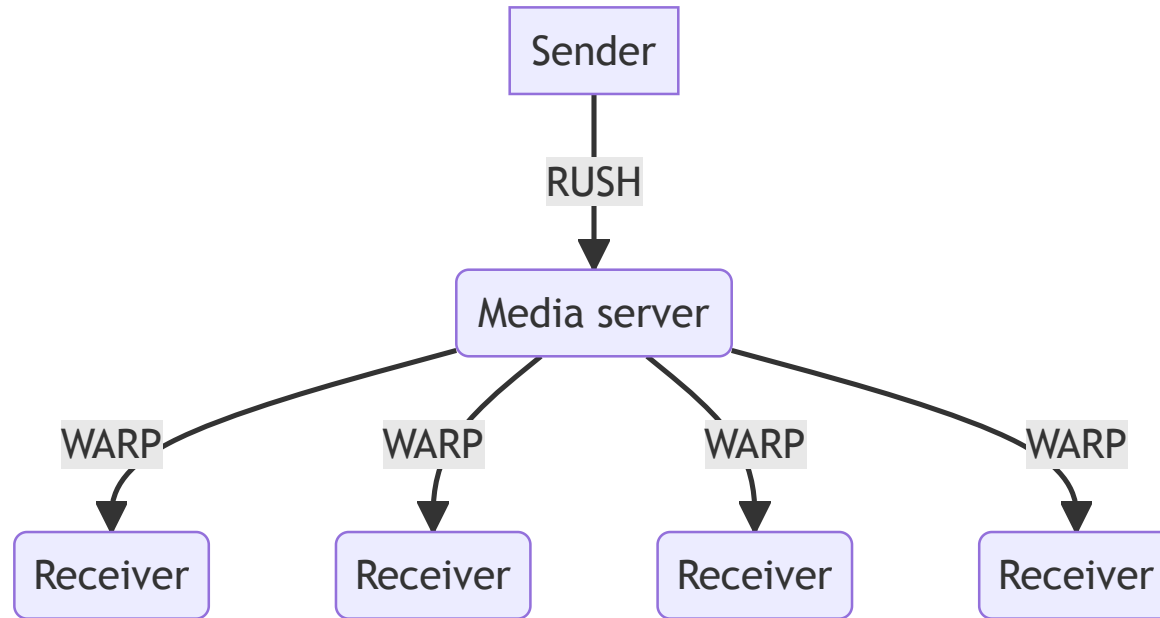 Sender
RUSH
Media server
WARP
WARP
WARP
WARP
Receiver
Receiver
Receiver
Receiver